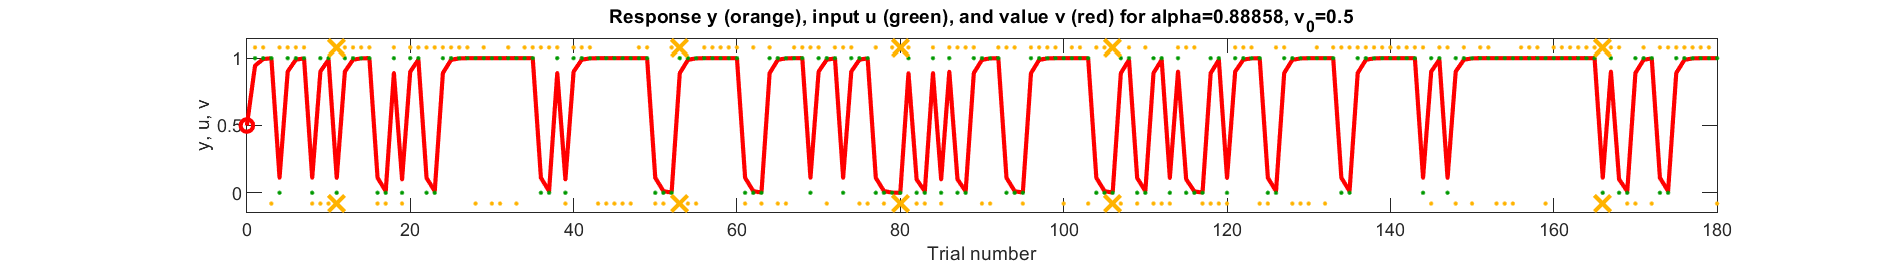 Response y (orange), input u (green), and value v (red) for alpha=0.88858, v_0=0.5
y, u, v
1
0.5
0
0 20 40 60 80 100 120 140 160 180
Trial number